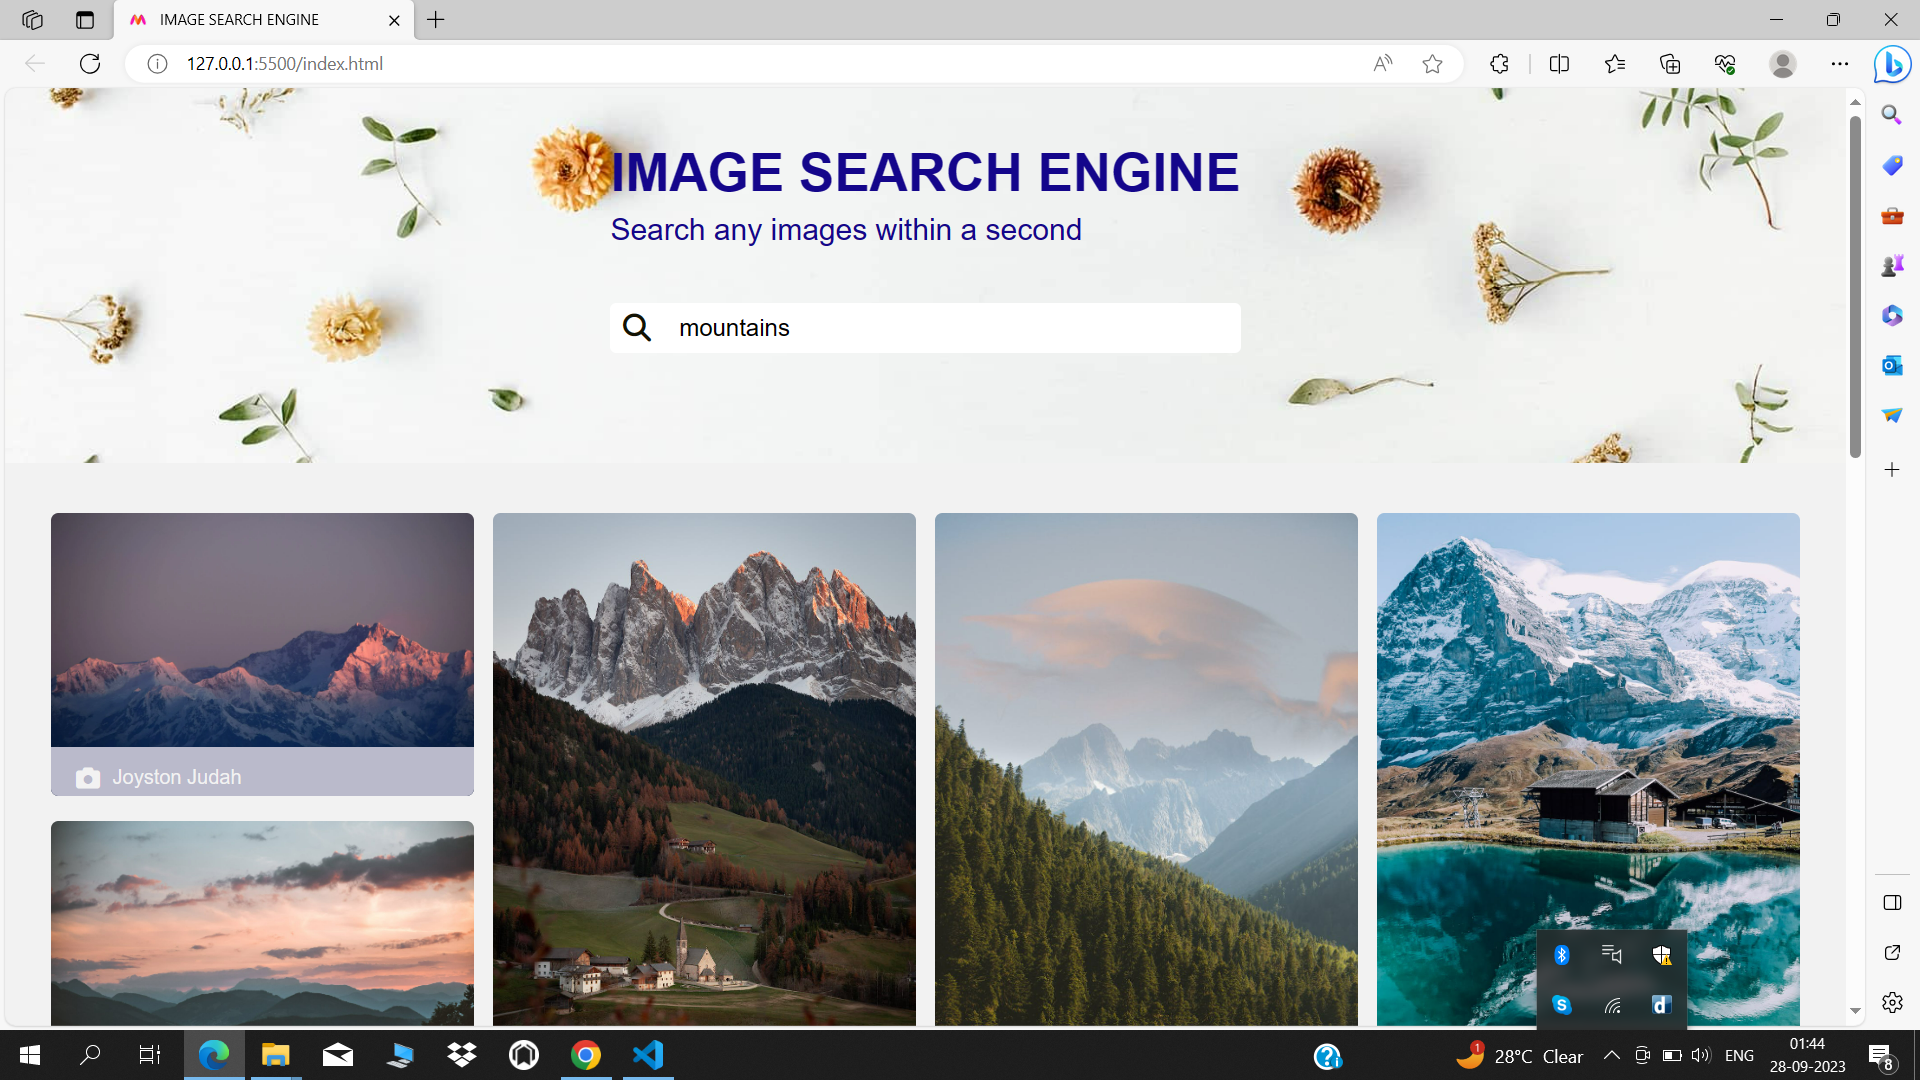 IMAGE SEARCH ENGINE
127.0.0.1:5500/index.html
IMAGE SEARCH ENGINE
Search any images within a second
mountains
Joyston Judah
1
28°C Clear
ENG
01:44
28-09-2023
8